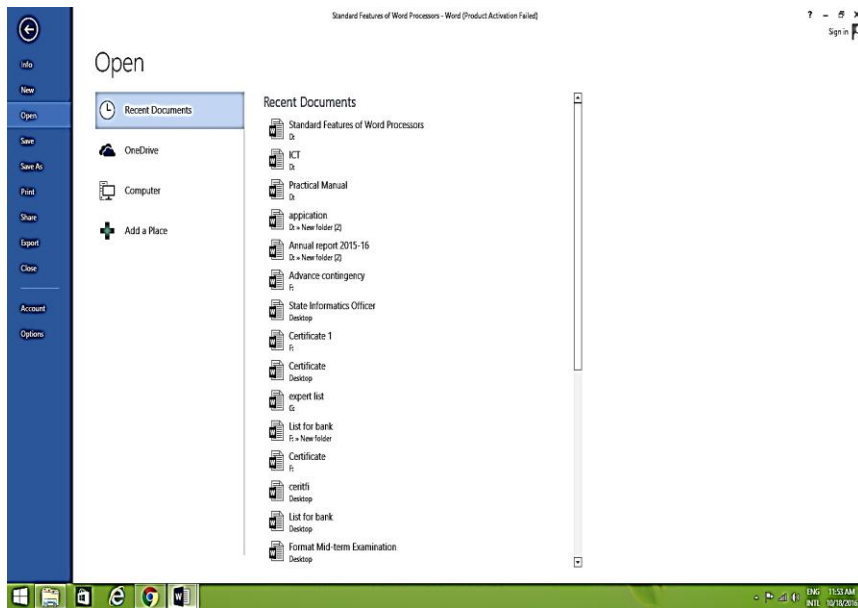 Standard Features of Word Processors - Word (Product Activation Failed)
?
Sign in
Info
New
Open
Save
Save As
Print
Share
Export
Close
Account
Options
Open
Recent Documents
OneDrive
Computer
Add a Place
Recent Documents
Standard Features of Word Processors
D:
ICT
D:
Practical Manual
D:
appication
D: » New folder (2)
Annual report 2015-16
D: » New folder (2)
Advance contingency
F:
State Informatics Officer
Desktop
Certificate 1
F:
Certificate
Desktop
expert list
List for bank
F: » New folder
Certificate
F:
ceritfi
Desktop
List for bank
Desktop
Format Mid-term Examination
Desktop
ENG 11:53 AM
INTL 10/18/2016